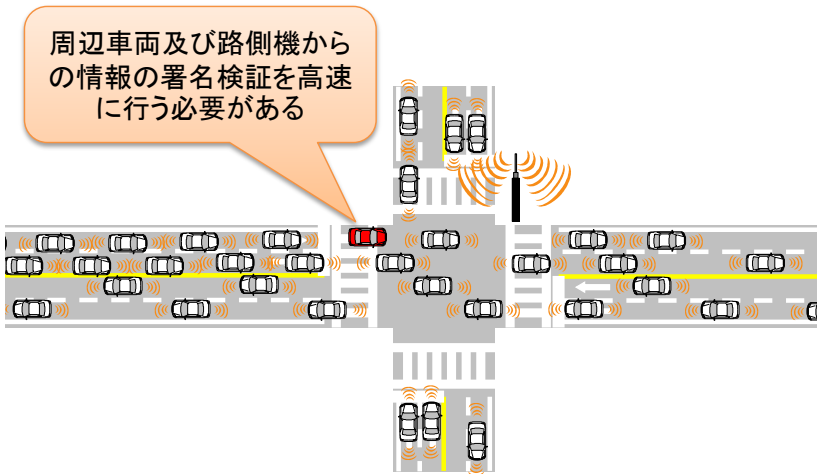 周辺車両及び路側機から
の情報の署名検証を高速
に行う必要がある